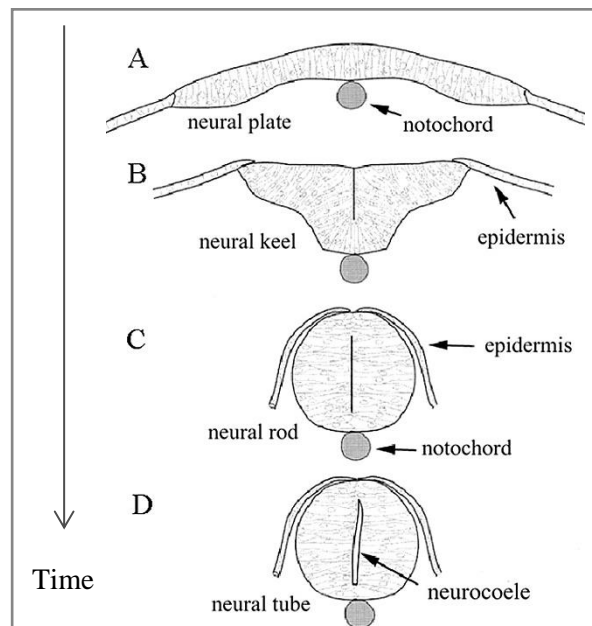 A
neural plate
notochord
B
neural keel
epidermis
C
epidermis
neural rod
notochord
D
Time
neurocoele
neural tube